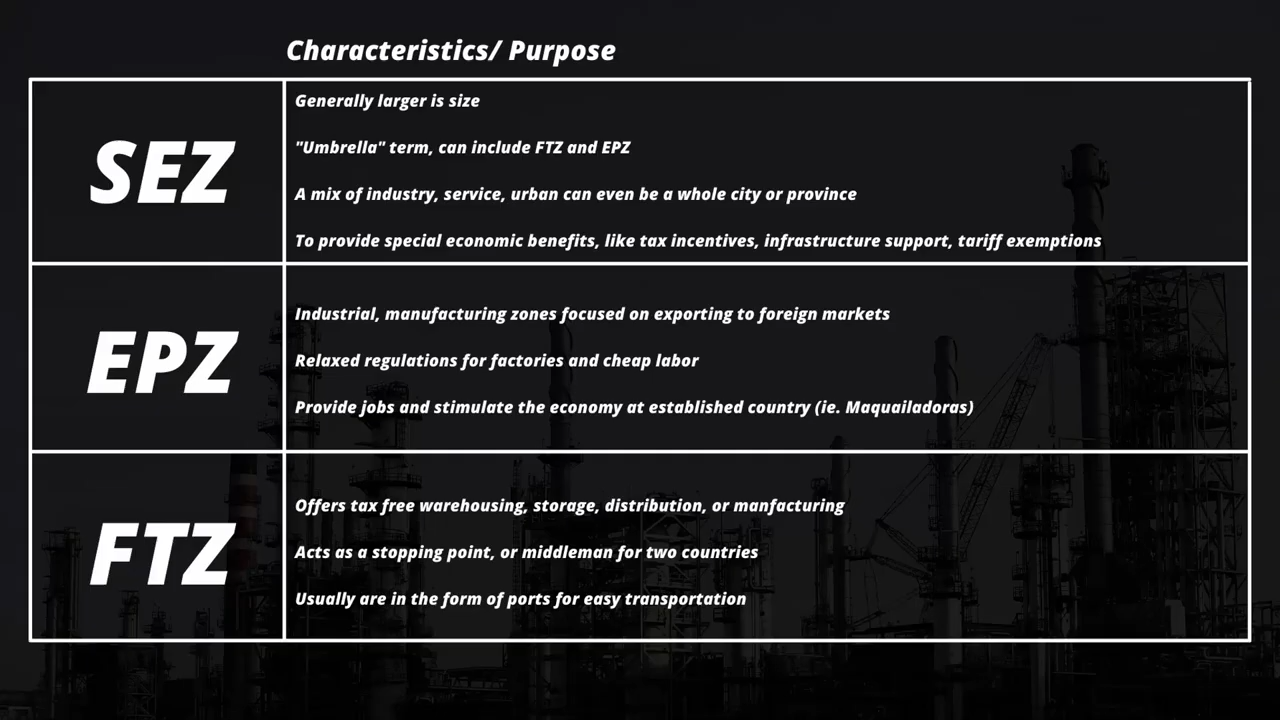 Characteristics/ Purpose
SEZ
Generally larger is size
"Umbrella" term, can include FTZ and EPZ
A mix of industry, service, urban can even be a whole city or province
To provide special economic benefits, like tax incentives, infrastructure support, tariff exemptions
EPZ
Industrial, manufacturing zones focused on exporting to foreign markets
Relaxed regulations for factories and cheap labor
Provide jobs and stimulate the economy at established country (ie. Maquailadoras)
FTZ
Offers tax free warehousing, storage, distribution, or manfacturing
Acts as a stopping point, or middleman for two countries
Usually are in the form of ports for easy transportation